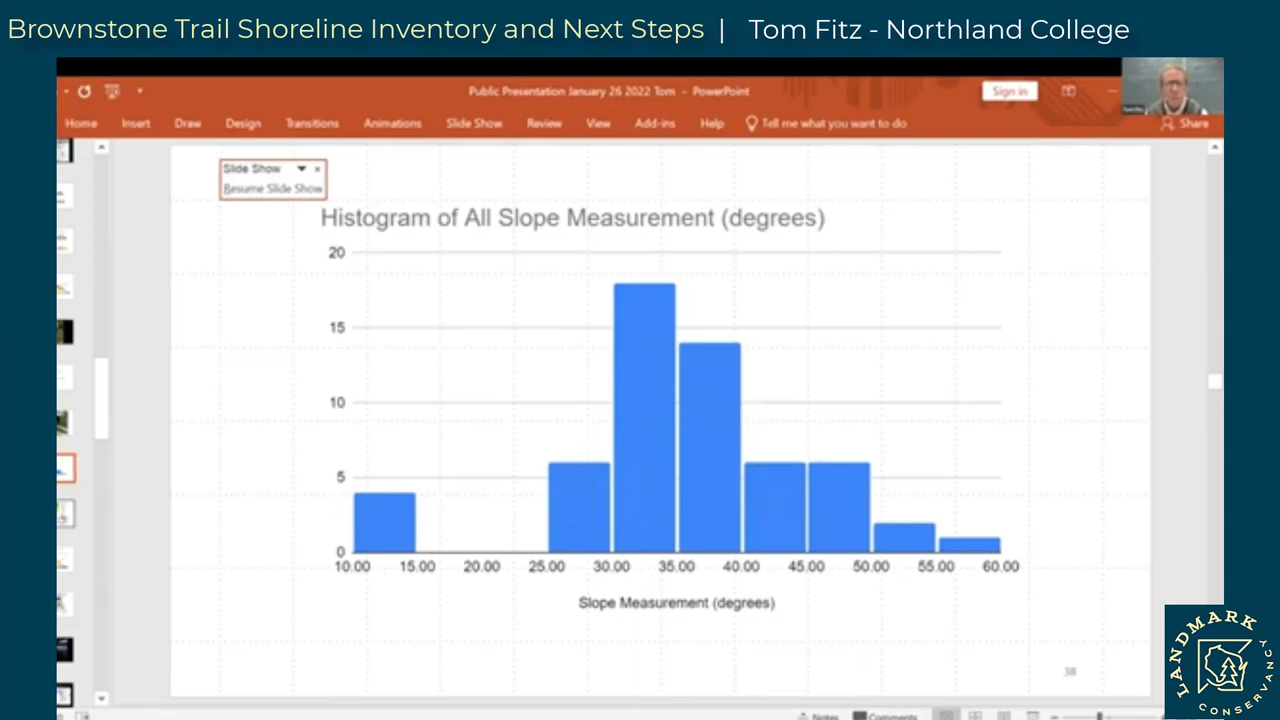 Brownstone Trail Shoreline Inventory and Next Steps | Tom Fitz - Northland College
Public Presentation January 26 2022 Tom - PowerPoint
Sign in
Home Insert Draw Design Transitions Animations Slide Show Review View Add-ins Help Tell me what you want to do Share
Slide Show
Resume Slide Show
Histogram of All Slope Measurement (degrees)
20
15
10
5
0
10.00 15.00 20.00 25.00 30.00 35.00 40.00 45.00 50.00 55.00 60.00
Slope Measurement (degrees)
38
Notes Comments
LANDMARK
CONSERVANCY